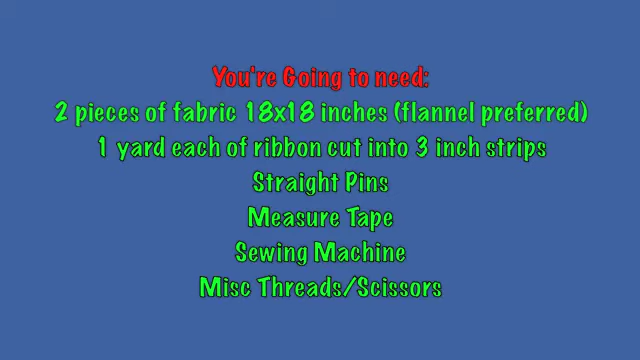 You're Going to need:
2 pieces of fabric 18x18 inches (flannel preferred)
1 yard each of ribbon cut into 3 inch strips
Straight Pins
Measure Tape
Sewing Machine
Misc Threads/Scissors